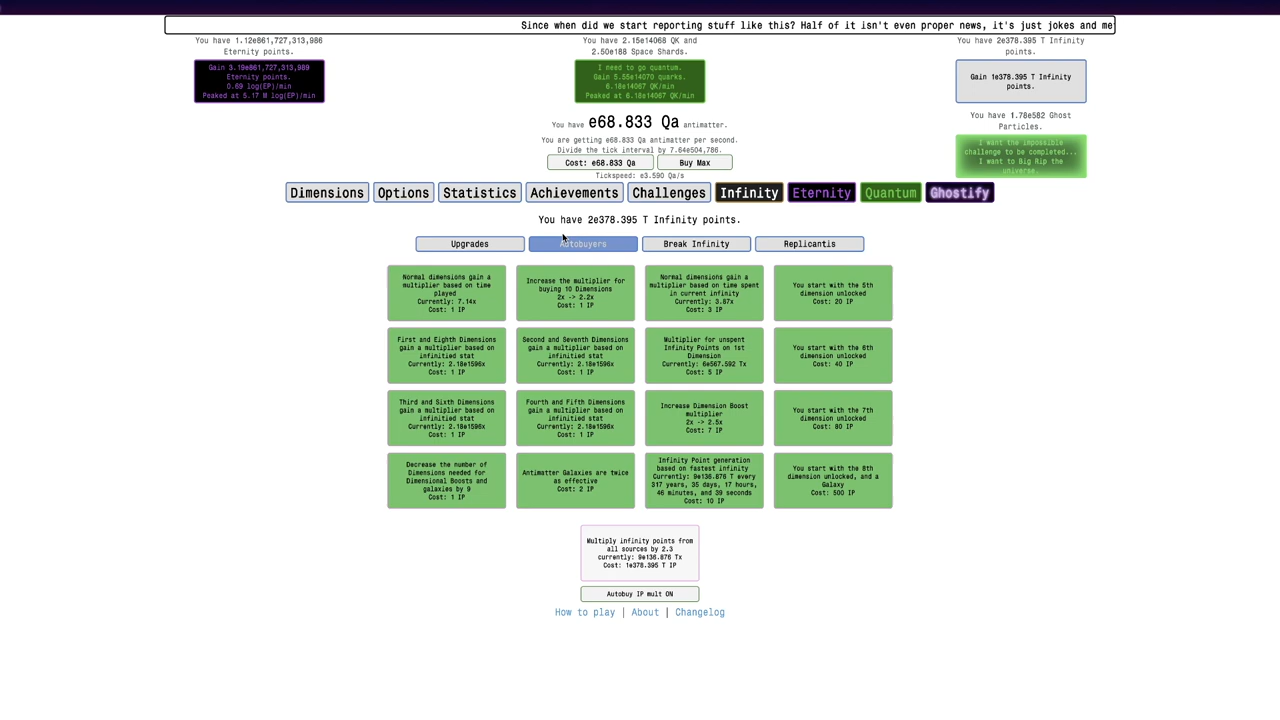 Since when did we start reporting stuff like this? Half of it isn't even proper news, it's just jokes and me
You have 1.12e861,727,313,986
Eternity points.
Gain 3.19e861,727,313,989
Eternity points.
0.69 log(EP)/min
Peaked at 5.17 M log(EP)/min
You have 2.15e14068 QK and
2.50e188 Space Shards.
I need to go quantum.
Gain 5.55e14070 quarks.
6.18e14067 QK/min
Peaked at 6.18e14067 QK/min
You have 2e378.395 T Infinity
points.
Gain 1e378.395 T Infinity
points.
You have 1.78e582 Ghost
Particles.
I want the impossible
challenge to be completed...
I want to Big Rip the
universe.
You have e68.833 Qa antimatter.
You are getting e68.833 Qa antimatter per second.
Divide the tick interval by 7.64e504,786.
Cost: e68.833 Qa
Buy Max
Tickspeed: e3.590 Qa/s
Dimensions
Options
Statistics
Achievements
Challenges
Infinity
Eternity
Quantum
Ghostify
You have 2e378.395 T Infinity points.
Upgrades
Autobuyers
Break Infinity
Replicantis
Normal dimensions gain a
multiplier based on time
played
Currently: 7.14x
Cost: 1 IP
Increase the multiplier for
buying 10 Dimensions
2x -> 2.2x
Cost: 1 IP
Normal dimensions gain a
multiplier based on time spent
in current infinity
Currently: 3.87x
Cost: 3 IP
You start with the 5th
dimension unlocked
Cost: 20 IP
First and Eighth Dimensions
gain a multiplier based on
infinitied stat
Currently: 2.18e1596x
Cost: 1 IP
Second and Seventh Dimensions
gain a multiplier based on
infinitied stat
Currently: 2.18e1596x
Cost: 1 IP
Multiplier for unspent
Infinity Points on 1st
Dimension
Currently: 6e567.592 Tx
Cost: 5 IP
You start with the 6th
dimension unlocked
Cost: 40 IP
Third and Sixth Dimensions
gain a multiplier based on
infinitied stat
Currently: 2.18e1596x
Cost: 1 IP
Fourth and Fifth Dimensions
gain a multiplier based on
infinitied stat
Currently: 2.18e1596x
Cost: 1 IP
Increase Dimension Boost
multiplier
2x -> 2.5x
Cost: 7 IP
You start with the 7th
dimension unlocked
Cost: 80 IP
Decrease the number of
Dimensions needed for
Dimensional Boosts and
galaxies by 9
Cost: 1 IP
Antimatter Galaxies are twice
as effective
Cost: 2 IP
Infinity Point generation
based on fastest infinity
Currently: 9e136.876 T every
317 years, 35 days, 17 hours,
46 minutes, and 39 seconds
Cost: 10 IP
You start with the 8th
dimension unlocked, and a
Galaxy
Cost: 500 IP
Multiply infinity points from
all sources by 2.3
currently: 9e136.876 Tx
Cost: 1e378.395 T IP
Autobuy IP mult ON
How to play | About | Changelog